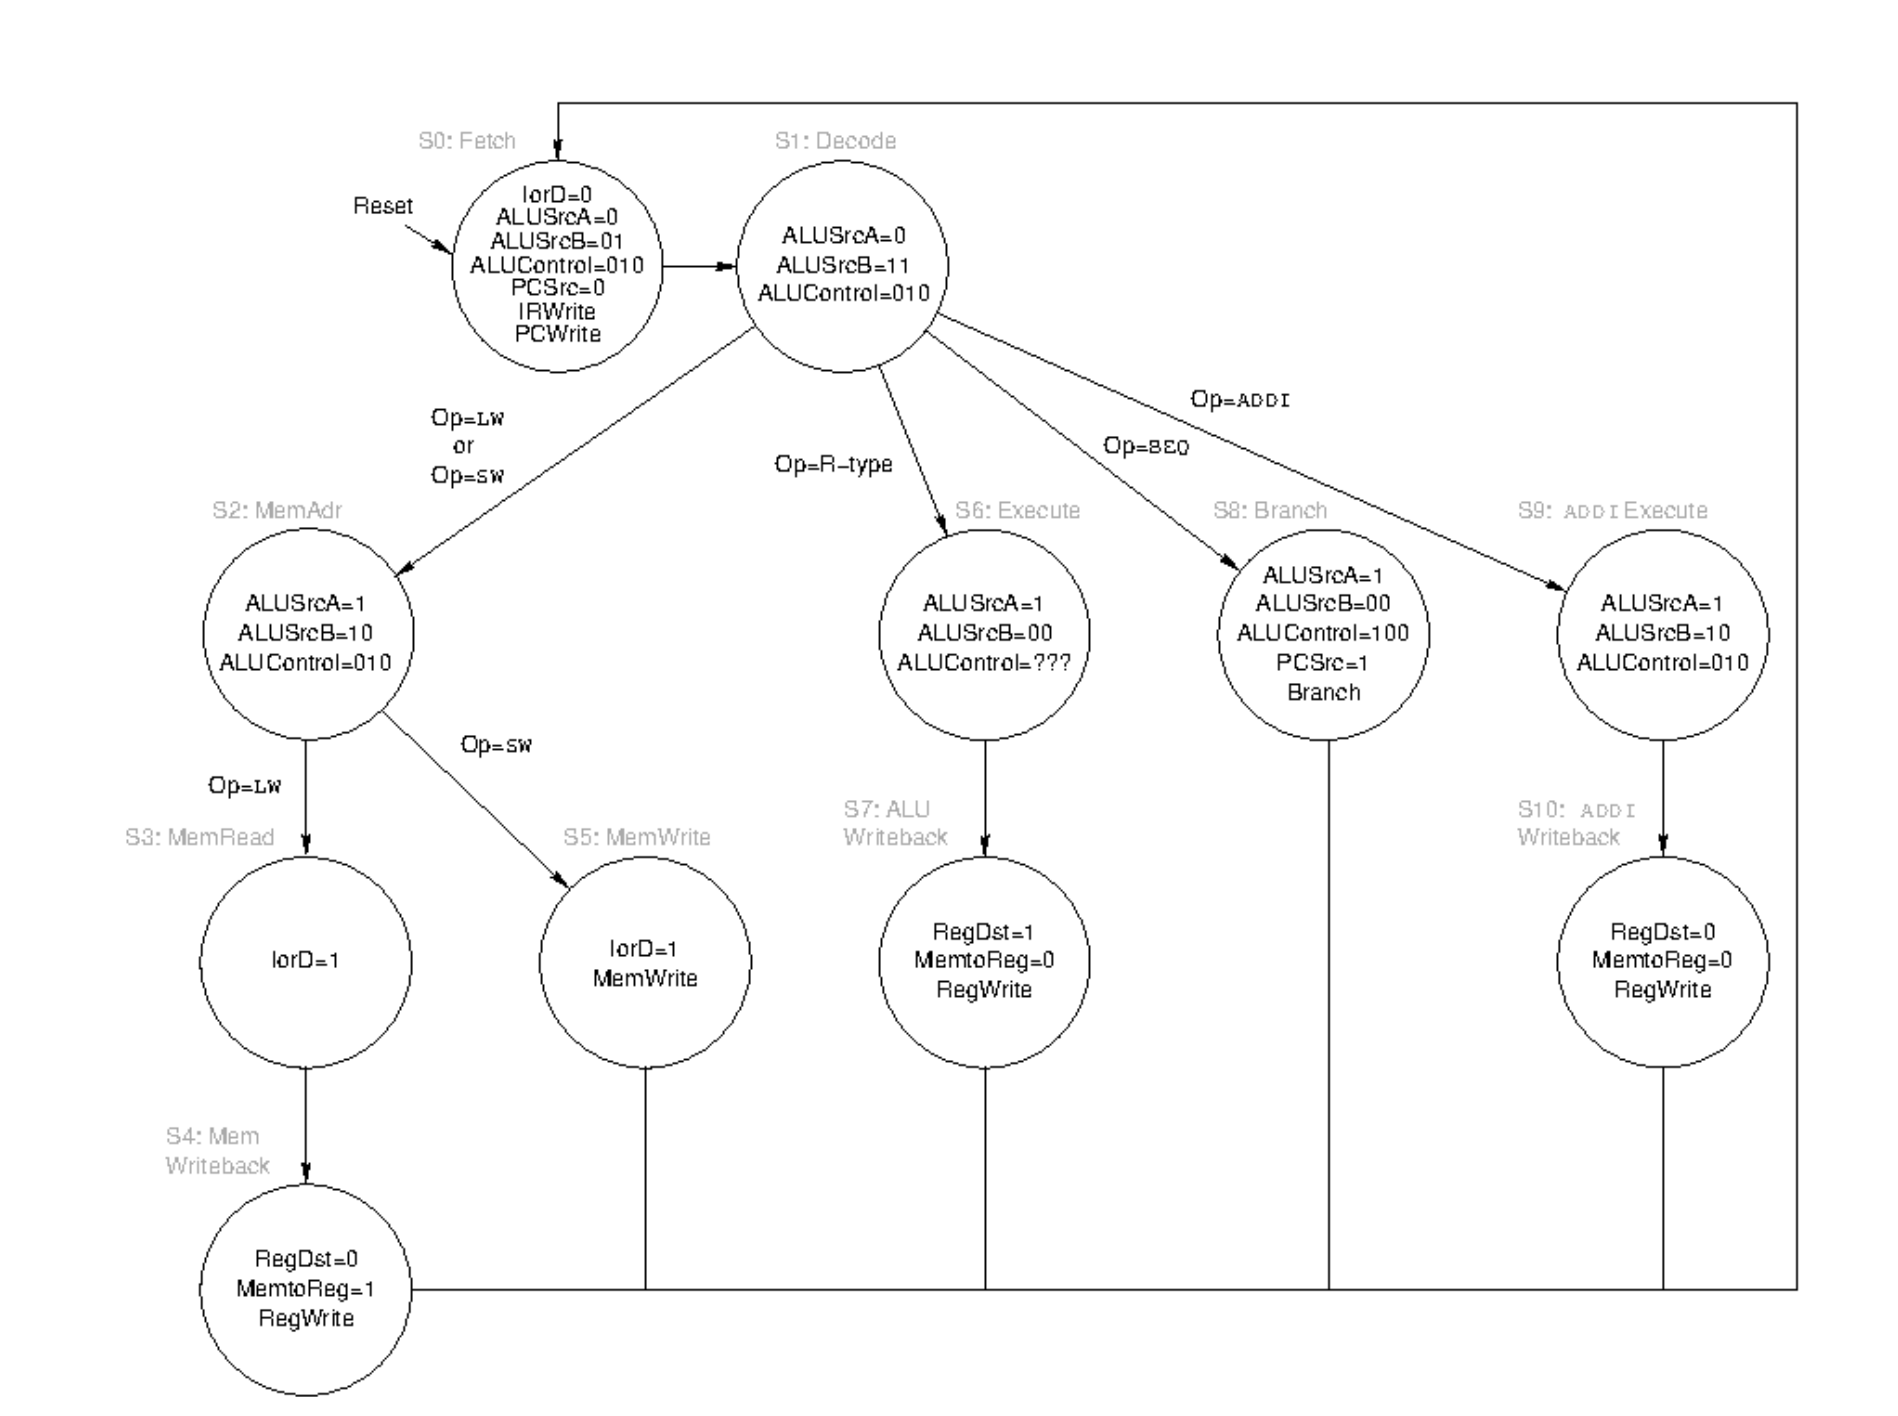 S0: Fetch
S1: Decode
Reset
IorD=0
ALUSrcA=0
ALUSrcB=01
ALUControl=010
PCSrc=0
IRWrite
PCWrite
ALUSrcA=0
ALUSrcB=11
ALUControl=010
Op=LW
or
Op=SW
Op=R-type
Op=BEQ
Op=ADDI
S2: MemAdr
S6: Execute
S8: Branch
S9: ADDI Execute
ALUSrcA=1
ALUSrcB=10
ALUControl=010
ALUSrcA=1
ALUSrcB=00
ALUControl=???
ALUSrcA=1
ALUSrcB=00
ALUControl=100
PCSrc=1
Branch
ALUSrcA=1
ALUSrcB=10
ALUControl=010
Op=LW
Op=SW
S3: MemRead
S5: MemWrite
S7: ALU
Writeback
S10: ADDI
Writeback
IorD=1
IorD=1
MemWrite
RegDst=1
MemtoReg=0
RegWrite
RegDst=0
MemtoReg=0
RegWrite
S4: Mem
Writeback
RegDst=0
MemtoReg=1
RegWrite